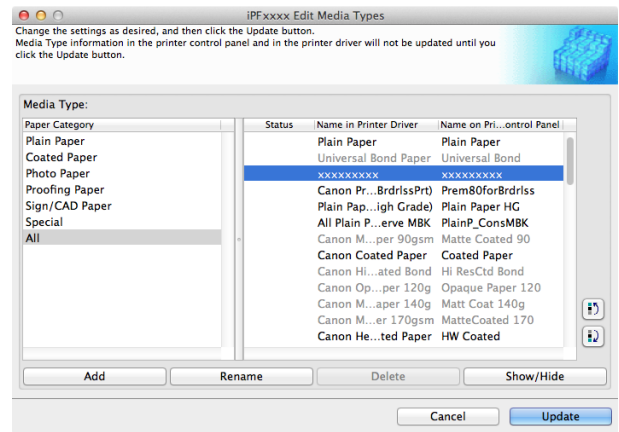 iPFxxxx Edit Media Types
Change the settings as desired, and then click the Update button.
Media Type information in the printer control panel and in the printer driver will not be updated until you
click the Update button.
Media Type:
Paper Category
Plain Paper
Coated Paper
Photo Paper
Proofing Paper
Sign/CAD Paper
Special
All
Status Name in Printer Driver Name on Pri...ontrol Panel
Plain Paper Plain Paper
Universal Bond Paper Universal Bond
xxxxxxxxx xxxxxxxxx
Canon Pr...BrdrlssPrt) Prem80forBrdrlss
Plain Pap...igh Grade) Plain Paper HG
All Plain P...erve MBK PlainP_ConsMBK
Canon M...per 90gsm Matte Coated 90
Canon Coated Paper Coated Paper
Canon Hi...ated Bond Hi ResCtd Bond
Canon Op...per 120g Opaque Paper 120
Canon M...aper 140g Matt Coat 140g
Canon M...er 170gsm MatteCoated 170
Canon He...ted Paper HW Coated
Add Rename Delete Show/Hide
Cancel Update